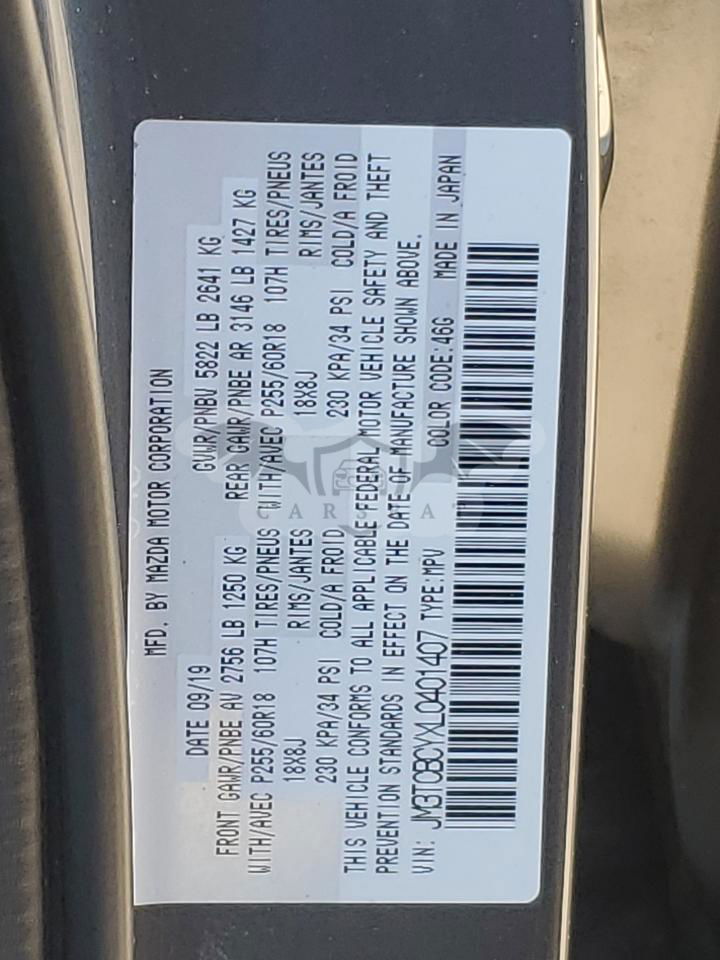 MFD. BY MAZDA MOTOR CORPORATION
DATE 09/19 GVWR/PNBV 5822 LB 2641 KG
FRONT GAWR/PNBE AV 2756 LB 1250 KG REAR GAWR/PNBE AR 3146 LB 1427 KG
WITH/AVEC P255/60R18 107H TIRES/PNEUS WITH/AVEC P255/60R18 107H TIRES/PNEUS
18X8J RIMS/JANTES 18X8J RIMS/JANTES
230 KPA/34 PSI COLD/A FROID 230 KPA/34 PSI COLD/A FROID
THIS VEHICLE CONFORMS TO ALL APPLICABLE FEDERAL MOTOR VEHICLE SAFETY AND THEFT
PREVENTION STANDARDS IN EFFECT ON THE DATE OF MANUFACTURE SHOWN ABOVE.
VIN: JM3TCBCYXL0401407 TYPE:MPV COLOR CODE:46G MADE IN JAPAN